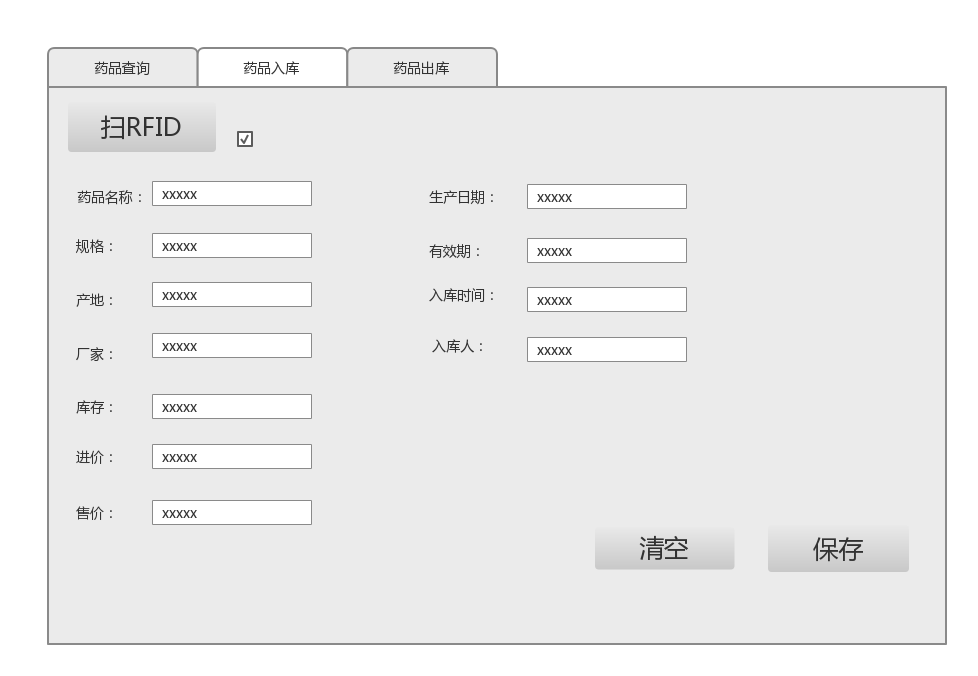 药品查询 药品入库 药品出库
扫RFID
药品名称： xxxxx 生产日期： xxxxx
规格： xxxxx 有效期： xxxxx
产地： xxxxx 入库时间： xxxxx
厂家： xxxxx 入库人： xxxxx
库存： xxxxx
进价： xxxxx
售价： xxxxx
清空 保存